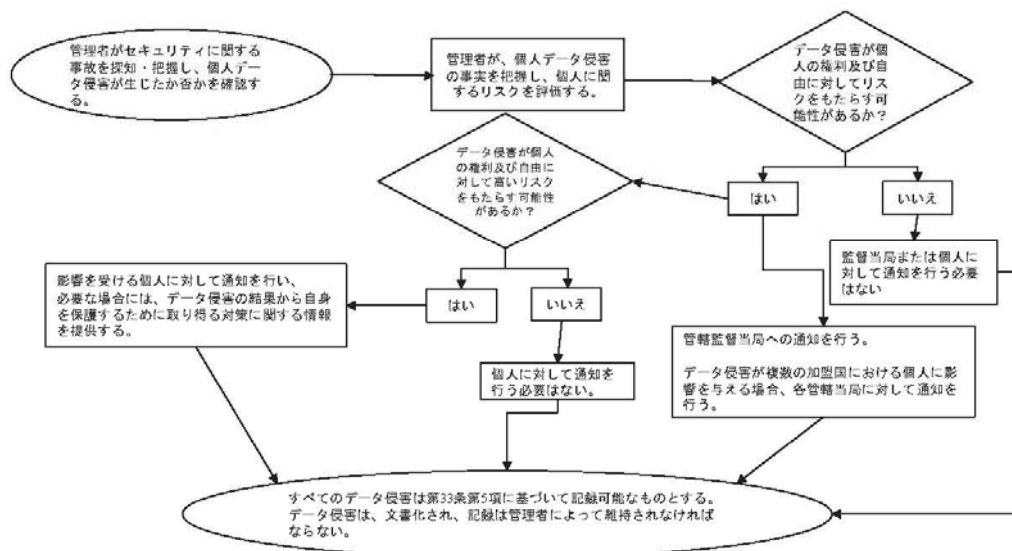 管理者がセキュリティに関する
事故を探知・把握し、個人デー
タ侵害が生じたか否かを確認す
る。
管理者が、個人データ侵害
の事実を把握し、個人に関
するリスクを評価する。
データ侵害が個
人の権利及び自
由に対してリス
クをもたらす可
能性があるか？
データ侵害が個人
の権利及び自由に
対して高いリスク
をもたらす可能性
があるか？
はい
いいえ
監督当局または個人に
対して通知を行う必要
はない
影響を受ける個人に対して通知を行い、
必要な場合には、データ侵害の結果から自身
を保護するために取り得る対策に関する情報
を提供する。
はい
いいえ
管轄監督当局への通知を行う。
データ侵害が複数の加盟国における個人に影
響を与える場合、各管轄当局に対して通知を
行う。
個人に対して通知を
行う必要はない。
すべてのデータ侵害は第33条第5項に基づいて記録可能なものとする。
データ侵害は、文書化され、記録は管理者によって維持されなければ
ならない。